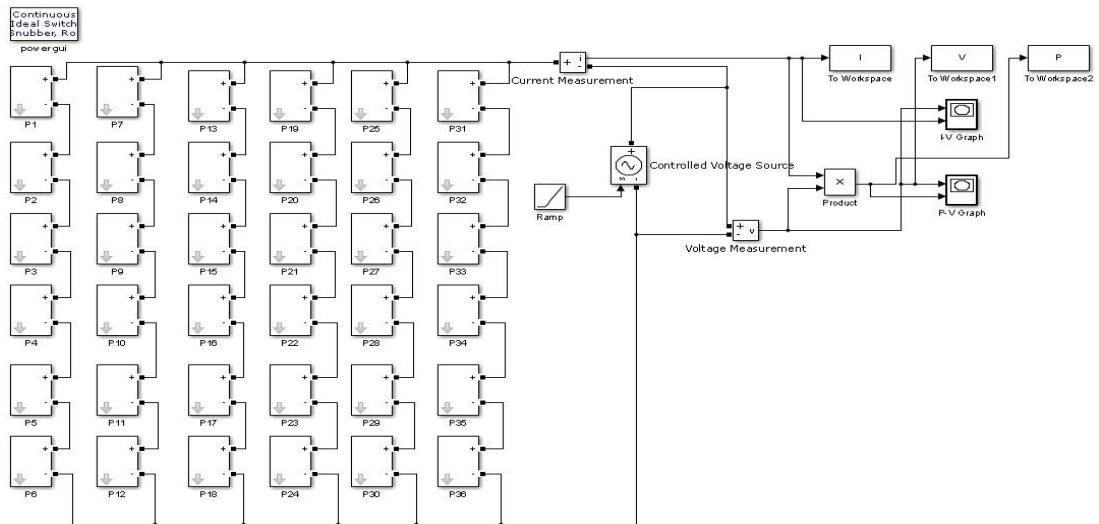 Continuous
Ideal Switch
Snubber, Ro
powergui
I
To Workspace
V
To Workspace1
P
To Workspace2
+ i -
Current Measurement
I-V Graph
+ s -
Controlled Voltage Source
Ramp
×
Product
P-V Graph
+ - v
Voltage Measurement
P1
P7
P13
P19
P25
P31
P2
P8
P14
P20
P26
P32
P3
P9
P15
P21
P27
P33
P4
P10
P16
P22
P28
P34
P5
P11
P17
P23
P29
P35
P6
P12
P18
P24
P30
P36